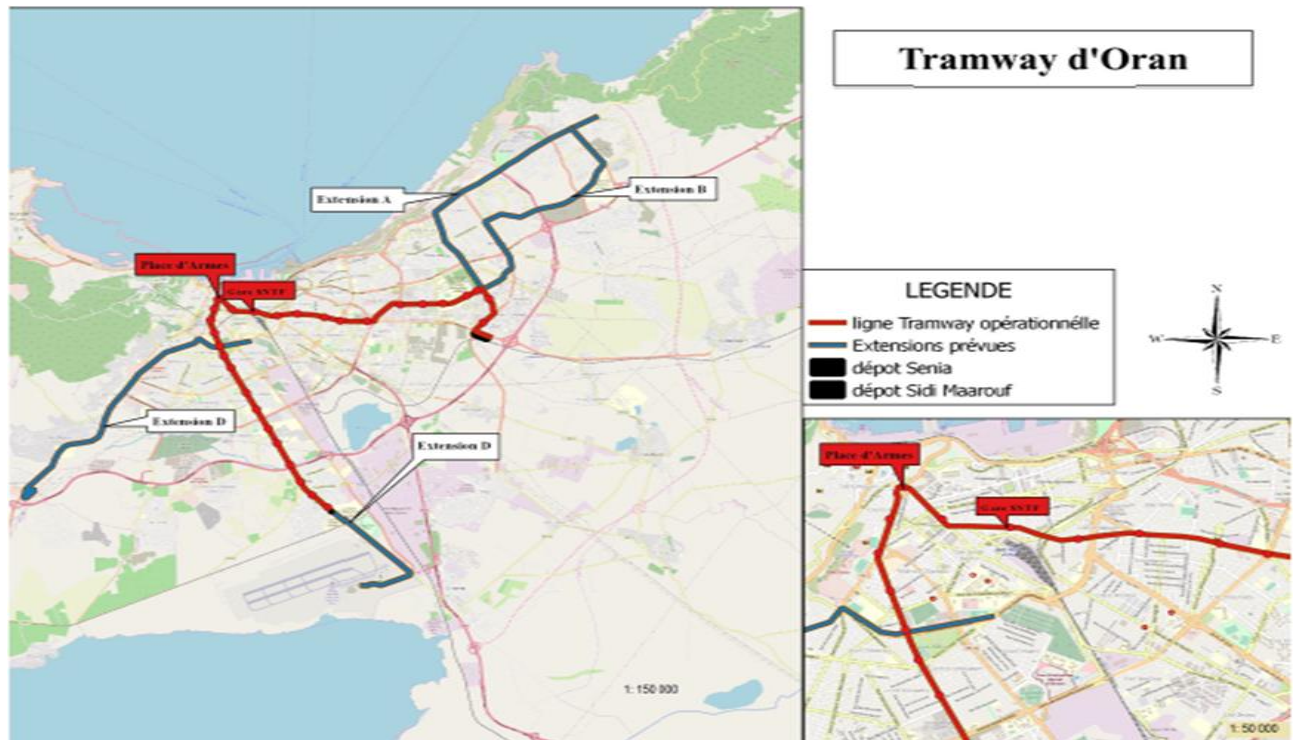 Tramway d'Oran
Extension A
Extension B
Place d'Armes
Gare SNTF
Extension D
Extension D
1: 150 000
LEGENDE
ligne Tramway opérationnélle
Extensions prévues
dépot Senia
dépot Sidi Maarouf
N
W
E
S
Place d'Armes
Gare SNTF
1: 50 000